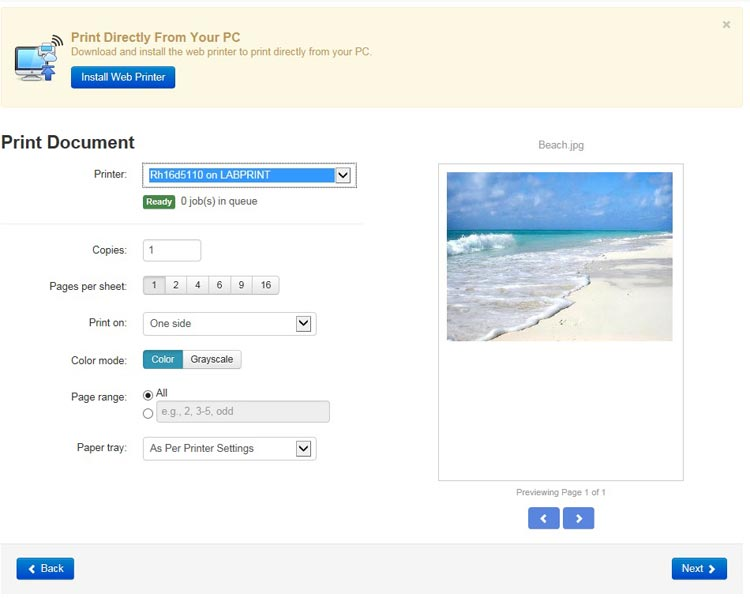 Print Directly From Your PC
×
Download and install the web printer to print directly from your PC.
Install Web Printer
Print Document
Printer: Rh16d5110 on LABPRINT
Ready 0 job(s) in queue
Copies: 1
Pages per sheet: 1 2 4 6 9 16
Print on: One side
Color mode: Color Grayscale
Page range: All
e.g., 2, 3-5, odd
Paper tray: As Per Printer Settings
Beach.jpg
Previewing Page 1 of 1
Back
Next